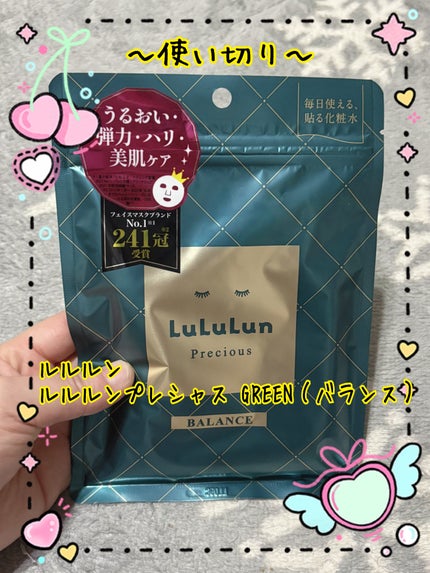 ～使い切り～
毎日使える、
貼る化粧水
うるおい・
弾力・ハリ・
美肌ケア
フェイスマスクブランド
No.1※1
241冠※2
受賞
LuLuLun
Precious
ルルルン
ルルルンプレシャス GREEN（バランス）
BALANCE